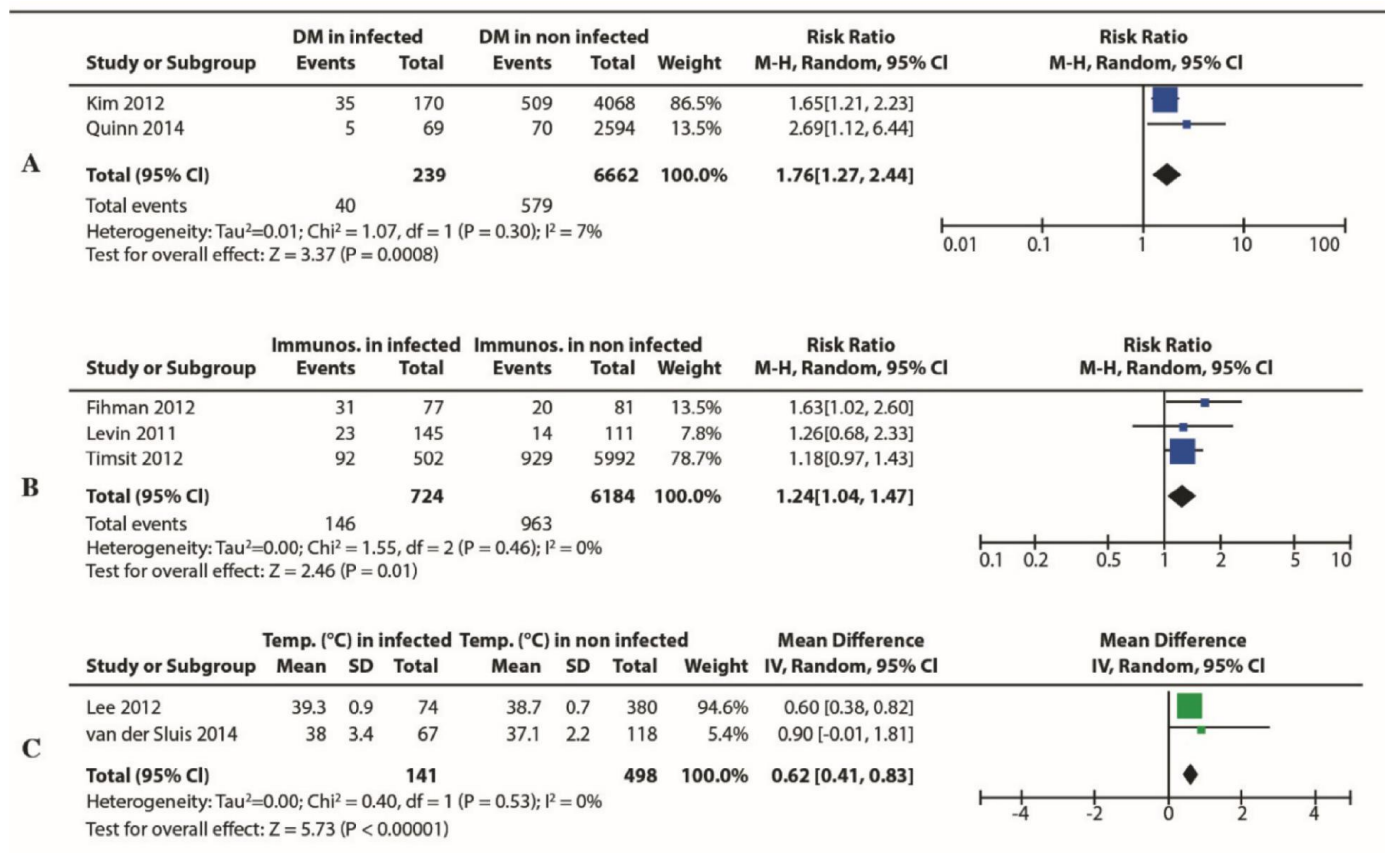 DM in infected DM in non infected Risk Ratio Risk Ratio
Study or Subgroup Events Total Events Total Weight M-H, Random, 95% Cl M-H, Random, 95% Cl
Kim 2012 35 170 509 4068 86.5% 1.65[1.21, 2.23]
Quinn 2014 5 69 70 2594 13.5% 2.69[1.12, 6.44]
A
Total (95% Cl) 239 6662 100.0% 1.76[1.27, 2.44]
Total events 40 579
Heterogeneity: Tau²=0.01; Chi² = 1.07, df = 1 (P = 0.30); I² = 7%
0.01 0.1 1 10 100
Test for overall effect: Z = 3.37 (P = 0.0008)
Immunos. in infected Immunos. in non infected Risk Ratio Risk Ratio
Study or Subgroup Events Total Events Total Weight M-H, Random, 95% Cl M-H, Random, 95% Cl
Fihman 2012 31 77 20 81 13.5% 1.63[1.02, 2.60]
Levin 2011 23 145 14 111 7.8% 1.26[0.68, 2.33]
Timsit 2012 92 502 929 5992 78.7% 1.18[0.97, 1.43]
B
Total (95% Cl) 724 6184 100.0% 1.24[1.04, 1.47]
Total events 146 963
Heterogeneity: Tau²=0.00; Chi² = 1.55, df = 2 (P = 0.46); I² = 0%
0.1 0.2 0.5 1 2 5 10
Test for overall effect: Z = 2.46 (P = 0.01)
Temp. (°C) in infected Temp. (°C) in non infected Mean Difference Mean Difference
Study or Subgroup Mean SD Total Mean SD Total Weight IV, Random, 95% Cl IV, Random, 95% Cl
Lee 2012 39.3 0.9 74 38.7 0.7 380 94.6% 0.60 [0.38, 0.82]
van der Sluis 2014 38 3.4 67 37.1 2.2 118 5.4% 0.90 [-0.01, 1.81]
C
Total (95% Cl) 141 498 100.0% 0.62 [0.41, 0.83]
Heterogeneity: Tau²=0.00; Chi² = 0.40, df = 1 (P = 0.53); I² = 0%
-4 -2 0 2 4
Test for overall effect: Z = 5.73 (P < 0.00001)